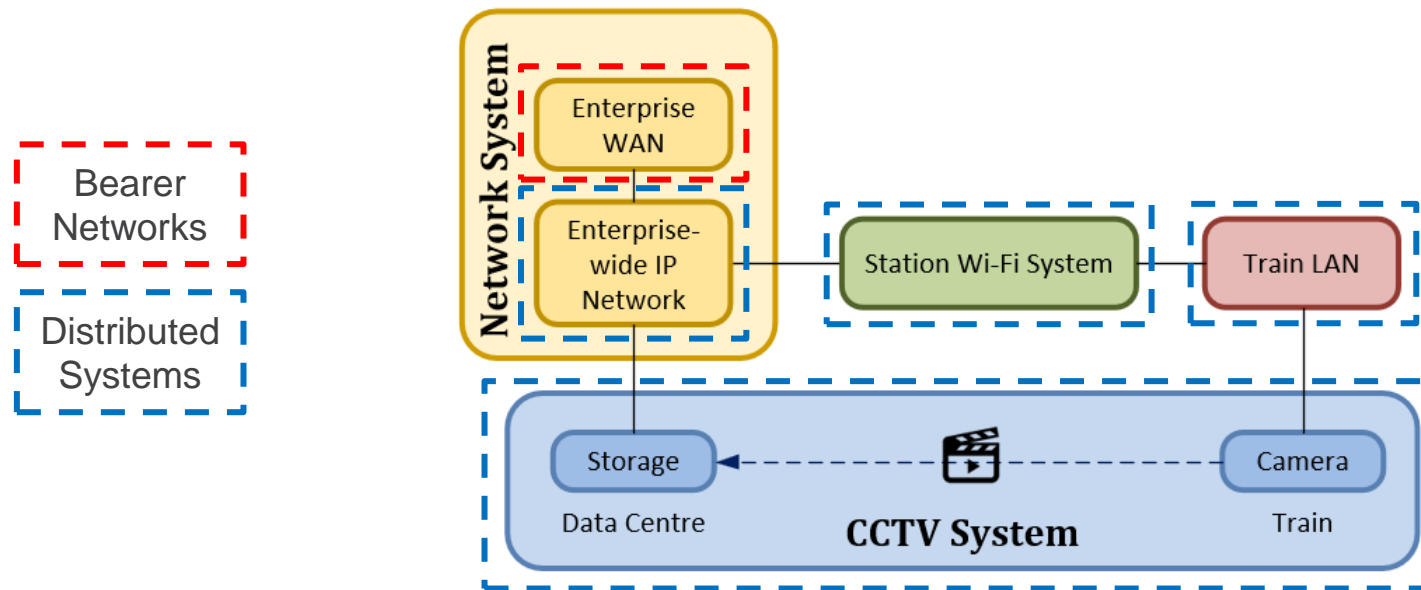 Bearer
Networks
Distributed
Systems
Network System
Enterprise
WAN
Enterprise-
wide IP
Network
Station Wi-Fi System
Train LAN
Storage
Camera
Data Centre
CCTV System
Train